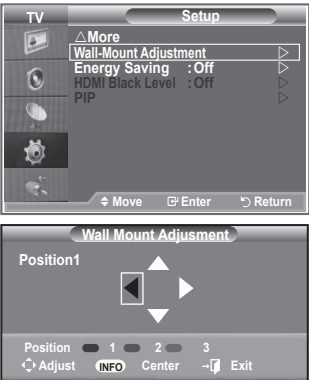 TV Setup
△More
Wall-Mount Adjustment
Energy Saving : Off
HDMI Black Level : Off
PIP
Move Enter Return
Wall Mount Adjusment
Position1
Position 1 2 3
Adjust INFO Center Exit